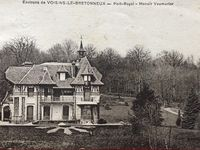 Environs de VOISINS-LE-BRETONNEUX — Port-Royal - Manoir Vaumurier